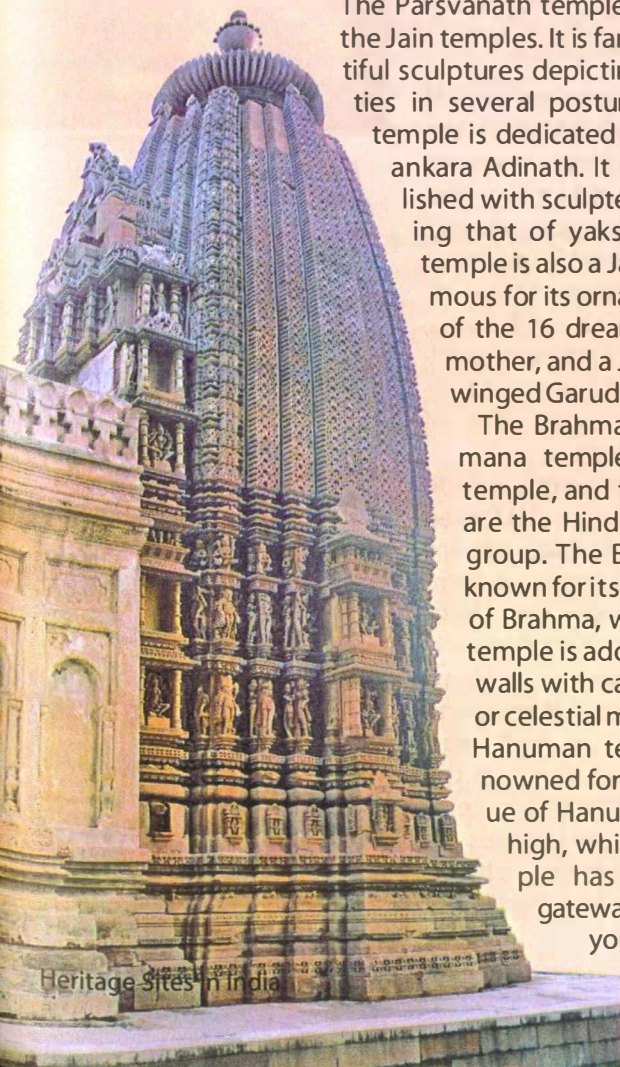 The Parsvanath temple
the Jain temples. It is far
tiful sculptures depictin
ties in several postur
temple is dedicated
ankara Adinath. It
lished with sculpte
ing that of yaks
temple is also a Ja
mous for its orna
of the 16 drea
mother, and a J
winged Garud
The Brahma
mana temple
temple, and t
are the Hind
group. The B
known for its
of Brahma, w
temple is ado
walls with ca
or celestial m
Hanuman te
nowned for
ue of Hanu
high, whi
ple has
gatewa
yo
Heritage Sites in India